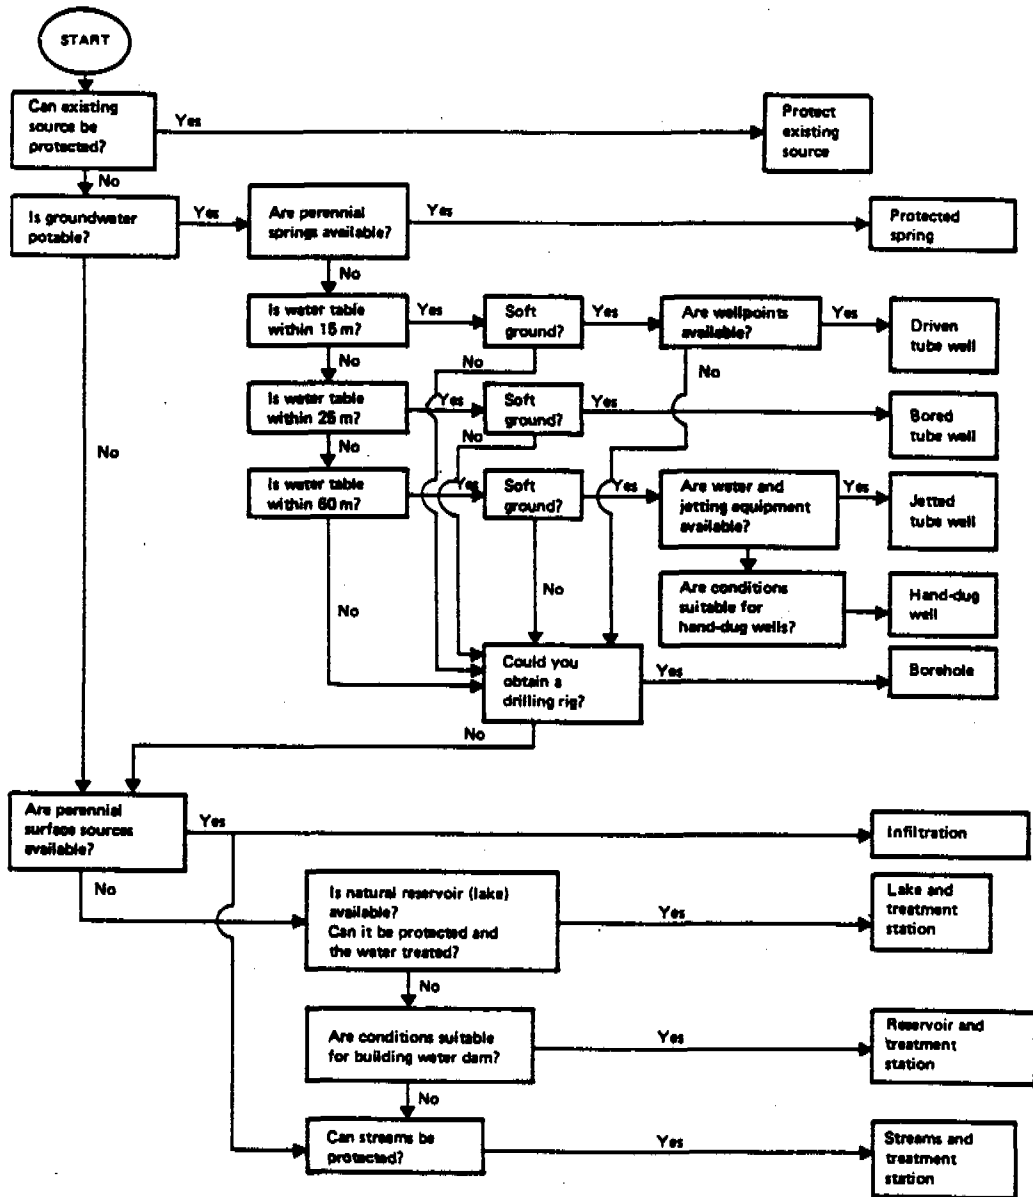 START
Can existing
source be
protected?
Yes
Protect
existing
source
No
Is groundwater
potable?
Yes
Are perennial
springs available?
Yes
Protected
spring
No
Is water table
within 15 m?
Yes
Soft
ground?
Yes
Are wellpoints
available?
Yes
Driven
tube well
No
No
No
Is water table
within 25 m?
Yes
Soft
ground?
Yes
Bored
tube well
No
No
No
Is water table
within 60 m?
Yes
Soft
ground?
Yes
Are water and
jetting equipment
available?
Yes
Jetted
tube well
No
No
Are conditions
suitable for
hand-dug wells?
Hand-dug
well
Could you
obtain a
drilling rig?
Yes
Borehole
No
Are perennial
surface sources
available?
Yes
Infiltration
No
Is natural reservoir (lake)
available?
Can it be protected and
the water treated?
Yes
Lake and
treatment
station
No
Are conditions suitable
for building water dam?
Yes
Reservoir and
treatment
station
No
Can streams be
protected?
Yes
Streams and
treatment
station